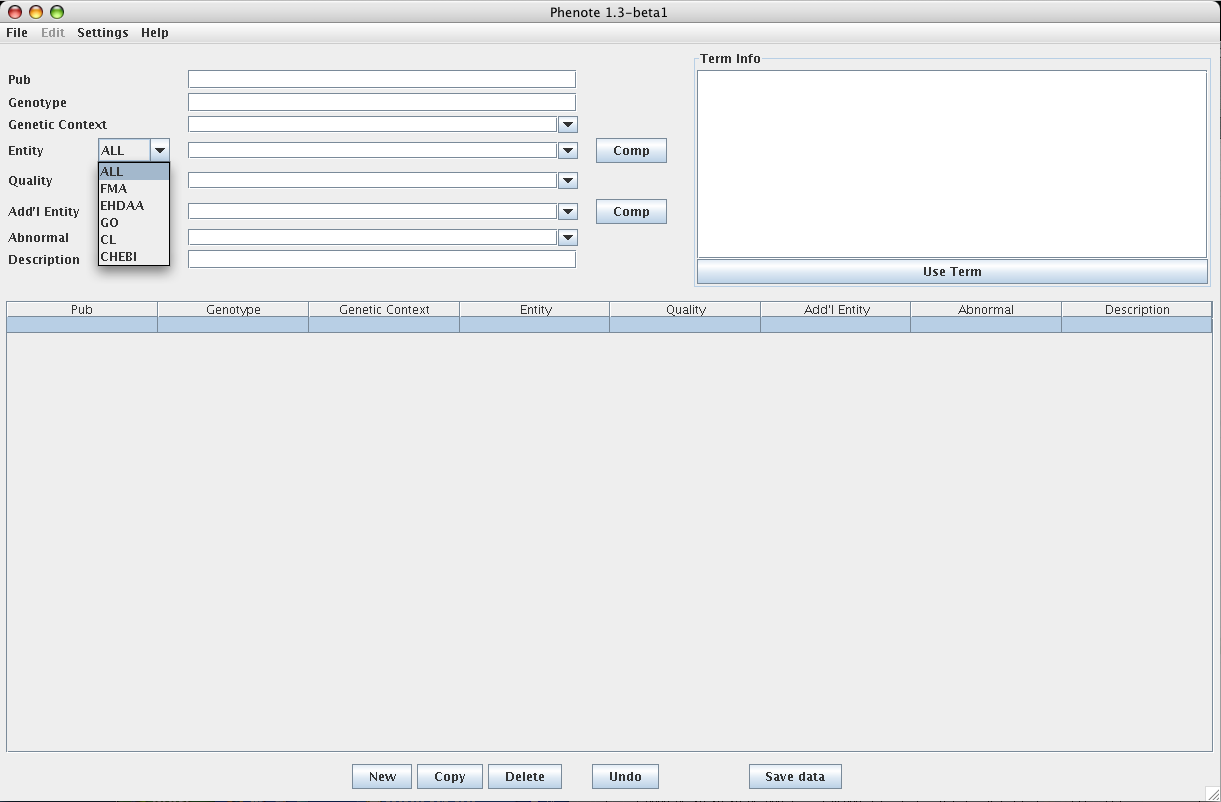 Phenote 1.3-beta1
File Edit Settings Help
Term Info
Pub
Genotype
Genetic Context
Entity ALL Comp
ALL
FMA
EHDAA
GO
CL
CHEBI
Quality
Add'l Entity Comp
Abnormal
Description
Use Term
Pub Genotype Genetic Context Entity Quality Add'l Entity Abnormal Description
New Copy Delete Undo Save data